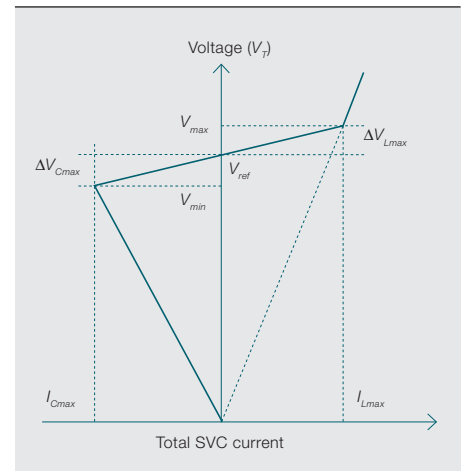 Voltage (V_T)
V_max
ΔV_Lmax
ΔV_Cmax
V_ref
V_min
I_Cmax
I_Lmax
Total SVC current